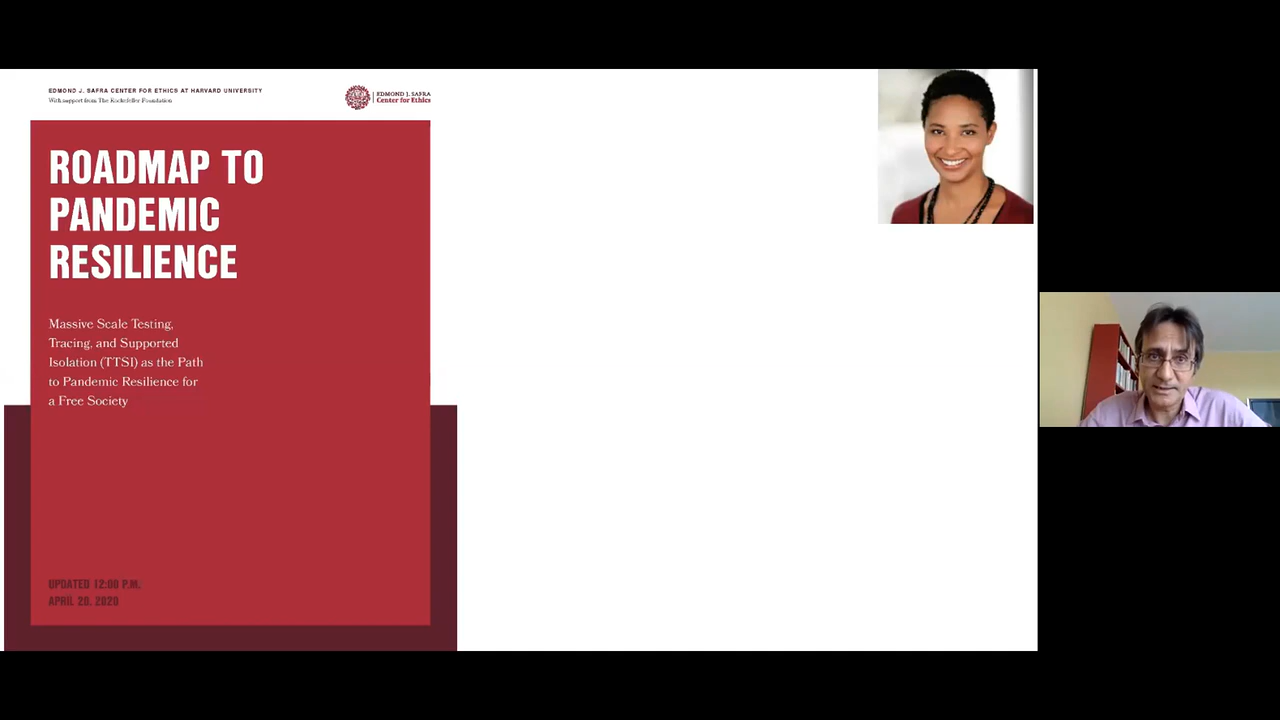 EDMOND J. SAFRA CENTER FOR ETHICS AT HARVARD UNIVERSITY
With support from The Rockefeller Foundation
EDMOND J. SAFRA
Center for Ethics
ROADMAP TO
PANDEMIC
RESILIENCE
Massive Scale Testing,
Tracing, and Supported
Isolation (TTSI) as the Path
to Pandemic Resilience for
a Free Society
UPDATED 12:00 P.M.
APRIL 20, 2020